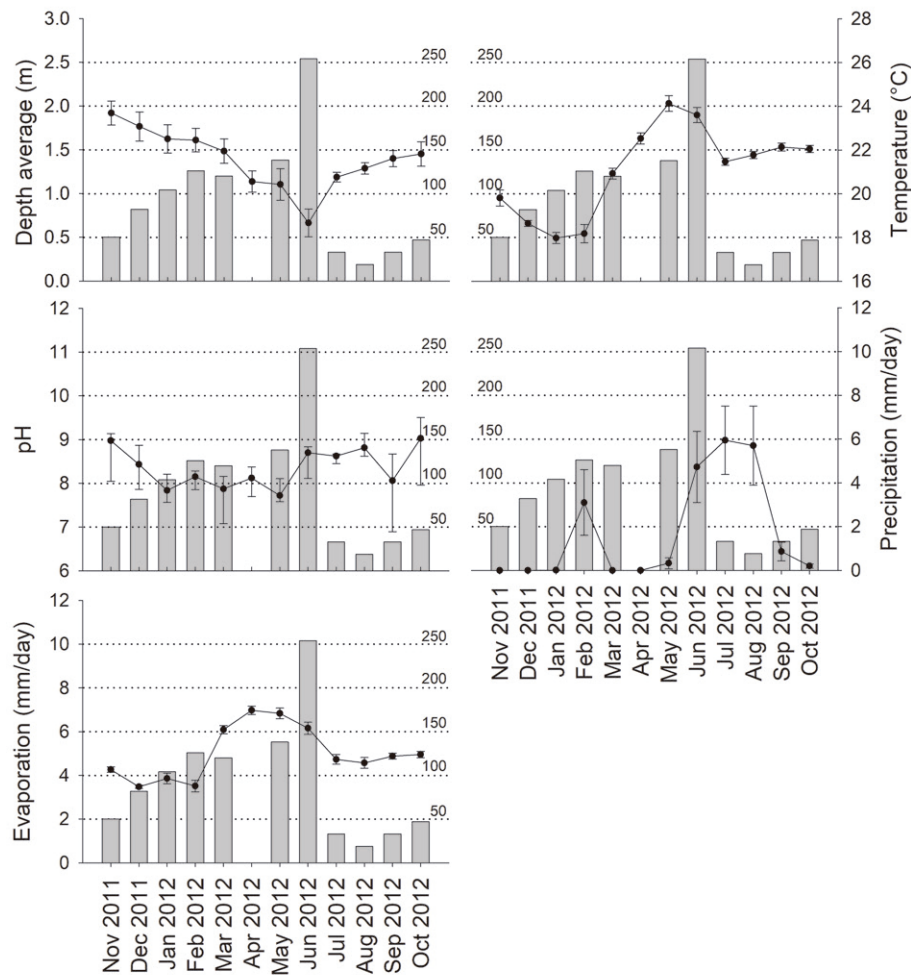 Depth average (m)
3.0
2.5
2.0
1.5
1.0
0.5
0.0
250
200
150
100
50
250
200
150
100
50
28
26
24
22
20
18
16
Temperature (°C)
pH
12
11
10
9
8
7
6
250
200
150
100
50
250
200
150
100
50
12
10
8
6
4
2
0
Precipitation (mm/day)
Evaporation (mm/day)
12
10
8
6
4
2
0
250
200
150
100
50
Nov 2011
Dec 2011
Jan 2012
Feb 2012
Mar 2012
Apr 2012
May 2012
Jun 2012
Jul 2012
Aug 2012
Sep 2012
Oct 2012
Nov 2011
Dec 2011
Jan 2012
Feb 2012
Mar 2012
Apr 2012
May 2012
Jun 2012
Jul 2012
Aug 2012
Sep 2012
Oct 2012